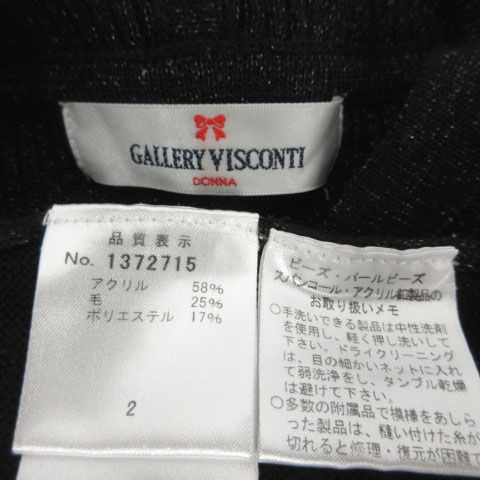 GALLERY VISCONTI
DONNA
品質表示
No. 1372715
アクリル 58%
毛 25%
ポリエステル 17%
2
ビーズ・パールビーズ
スパンコール・アクリル釦製品の
お取り扱いメモ
○手洗いできる製品は中性洗剤
を使用し、軽く押し洗いして
下さい。ドライクリーニング
は、目の細かいネットに入れ
て弱洗浄をし、タンブル乾燥
は避けて下さい。
○多数の附属品で模様をあしら
った製品は、縫い付けた糸が
切れると修理・復元が困難で